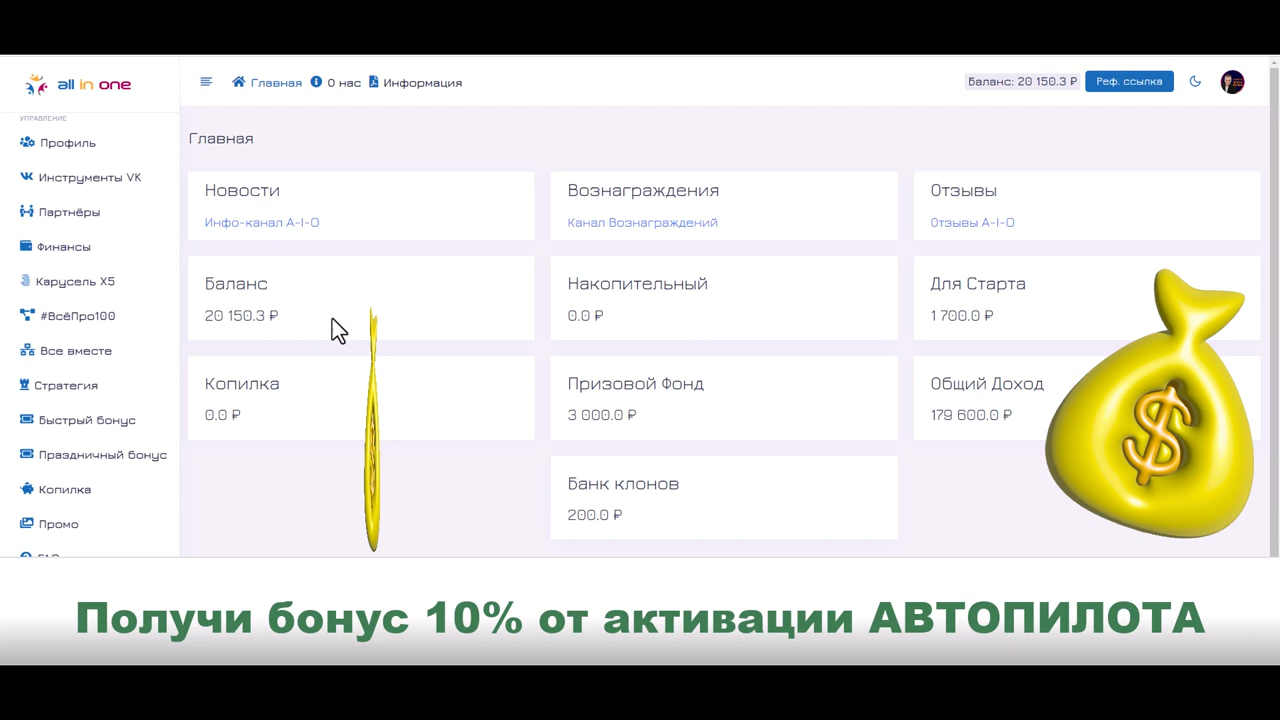 all in one
Главная
О нас
Информация
Баланс: 20 150.3 ₽
Реф. ссылка
УПРАВЛЕНИЕ
Профиль
Инструменты VK
Партнёры
Финансы
Карусель X5
#ВсёПро100
Все вместе
Стратегия
Быстрый бонус
Праздничный бонус
Копилка
Промо
FAQ
Главная
Новости
Инфо-канал A-I-O
Вознаграждения
Канал Вознаграждений
Отзывы
Отзывы A-I-O
Баланс
20 150.3 ₽
Накопительный
0.0 ₽
Для Старта
1 700.0 ₽
Копилка
0.0 ₽
Призовой Фонд
3 000.0 ₽
Общий Доход
179 600.0 ₽
Банк клонов
200.0 ₽
$
Получи бонус 10% от активации АВТОПИЛОТА